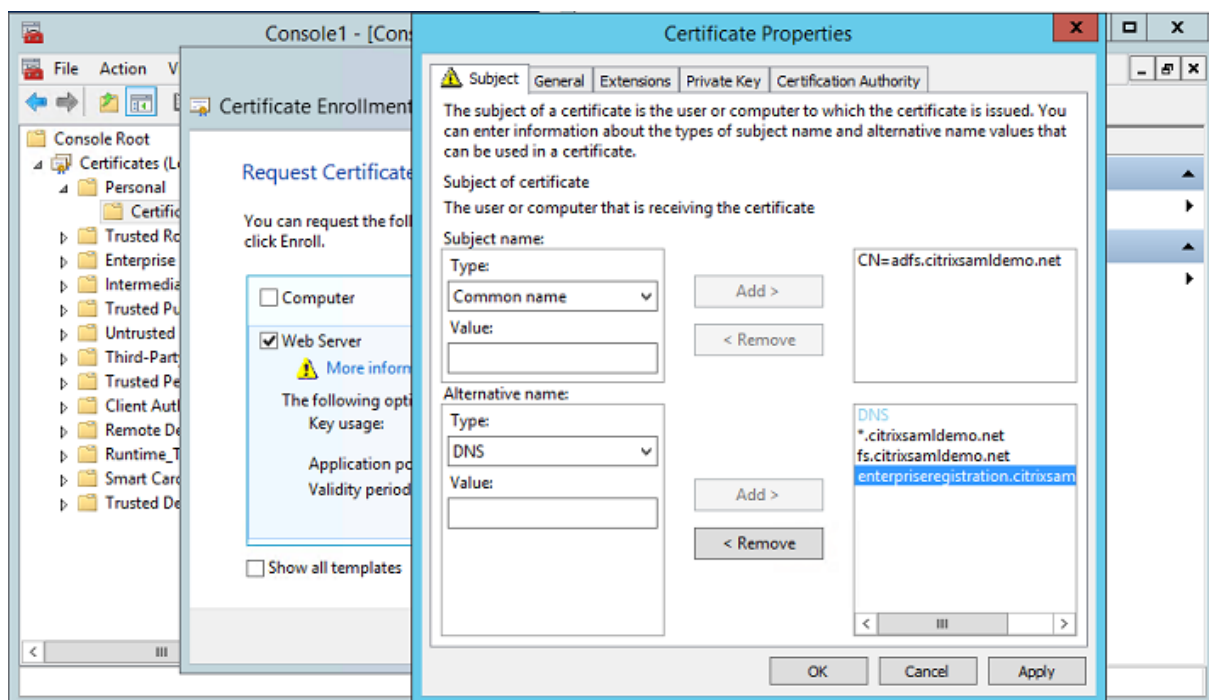 Console1 - [Con
File Action V
Console Root
Certificates (L
Personal
Certific
Trusted Ro
Enterprise
Intermedia
Trusted Pu
Untrusted
Third-Part
Trusted Pe
Client Autl
Remote De
Runtime_T
Smart Card
Trusted De
Certificate Enrollment
Request Certificate
You can request the foll
click Enroll.
Computer
Web Server
More inforn
The following opti
Key usage:
Application po
Validity period
Show all templates
Certificate Properties
Subject General Extensions Private Key Certification Authority
The subject of a certificate is the user or computer to which the certificate is issued. You
can enter information about the types of subject name and alternative name values that
can be used in a certificate.
Subject of certificate
The user or computer that is receiving the certificate
Subject name:
Type:
Common name
Value:
Add >
< Remove
CN=adfs.citrixsamldemo.net
Alternative name:
Type:
DNS
Value:
Add >
< Remove
DNS
*.citrixsamldemo.net
fs.citrixsamldemo.net
enterpriseregistration.citrixsam
OK Cancel Apply